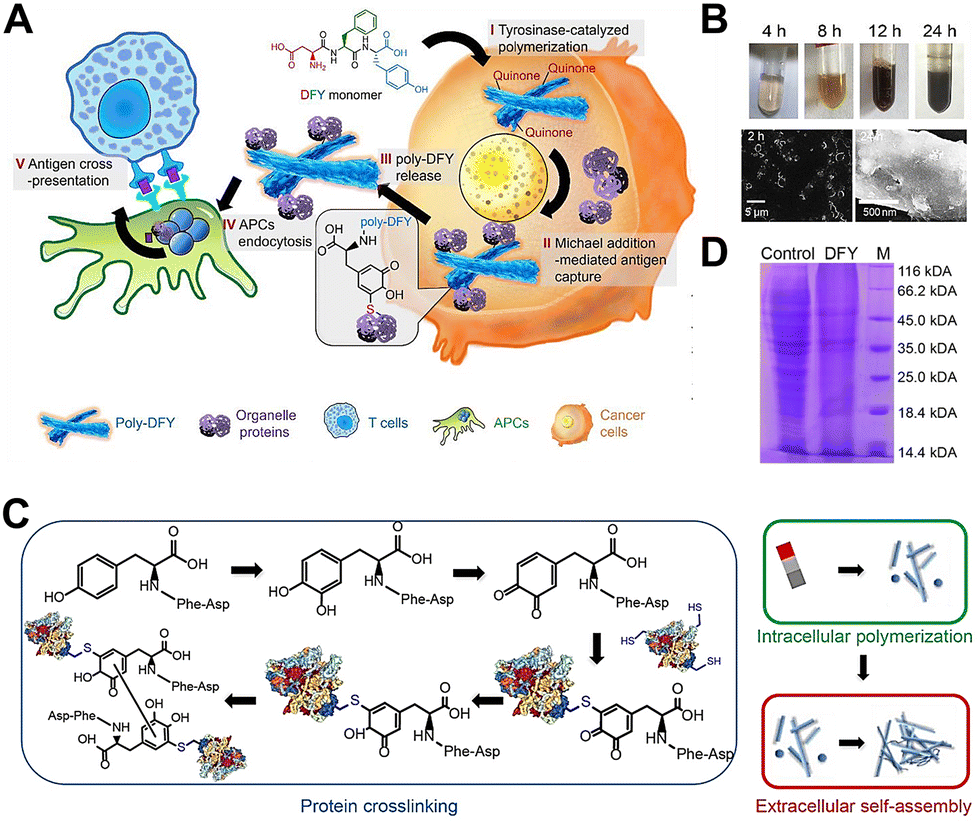 A
HO
O
O
NH2
O
N
H
H
N
O
OH
OH
DFY monomer
I Tyrosinase-catalyzed
polymerization
Quinone
Quinone
Quinone
V Antigen cross
-presentation
III poly-DFY
release
IV APCs
endocytosis
II Michael addition
-mediated antigen
capture
poly-DFY
HO
NH
O
O
OH
S
Poly-DFY
Organelle
proteins
T cells
APCs
Cancer
cells
B
4 h
8 h
12 h
24 h
2 h
5 μm
500 nm
D
Control
DFY
M
116 kDA
66.2 kDA
45.0 kDA
35.0 kDA
25.0 kDA
18.4 kDA
14.4 kDA
C
HO
O
OH
HN
Phe-Asp
HO
HO
O
OH
HN
Phe-Asp
O
O
O
OH
HN
Phe-Asp
HS
HS
SH
S
O
O
O
OH
HN
Phe-Asp
S
OH
O
O
OH
HN
Phe-Asp
S
HO
O
O
OH
HN
Phe-Asp
Asp-Phe
NH
HO
O
OH
OH
S
Protein crosslinking
Intracellular polymerization
Extracellular self-assembly